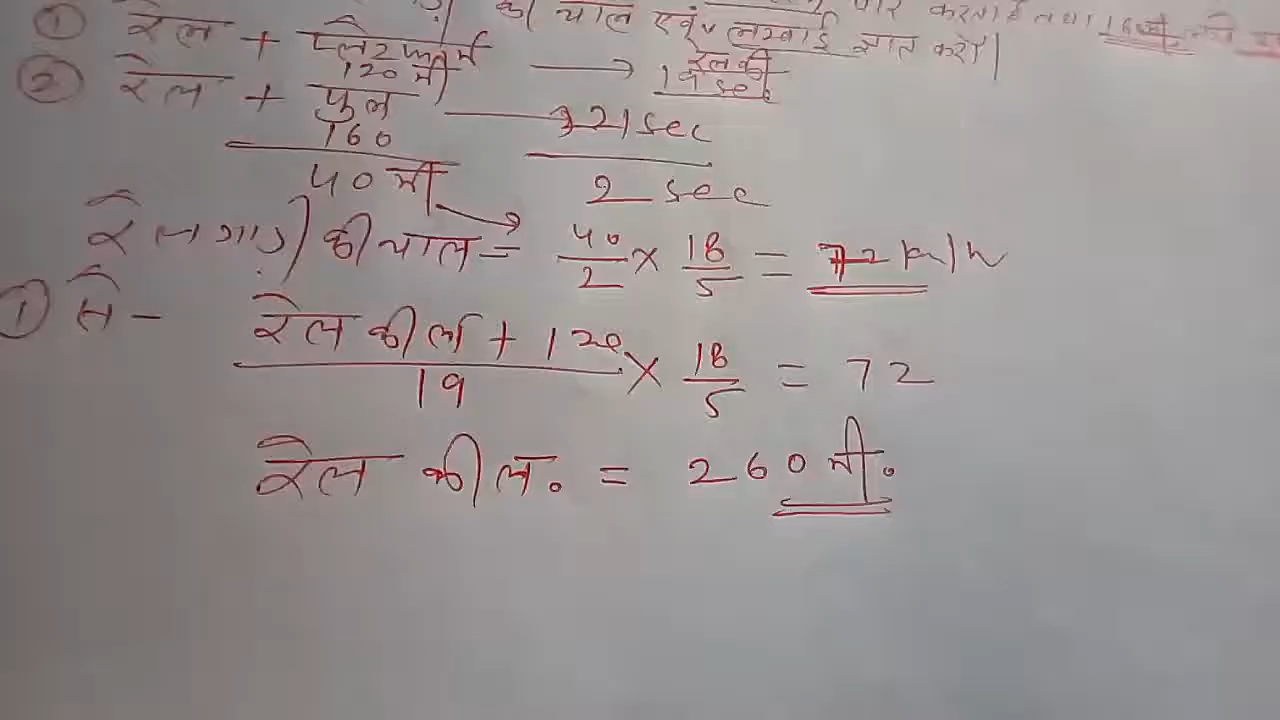 की चाल एवं लम्बाई ज्ञात करो।
① रेल + प्लेटफार्म रेल की
120 मी → 19 sec
② रेल + पुल → 21 sec
160
40 मी 2 sec
रेलगाड़ी की चाल = 40/2 × 18/5 = 72 km/h
① से - रेल की लं + 120/19 × 18/5 = 72
रेल की लं. = 260 मी.